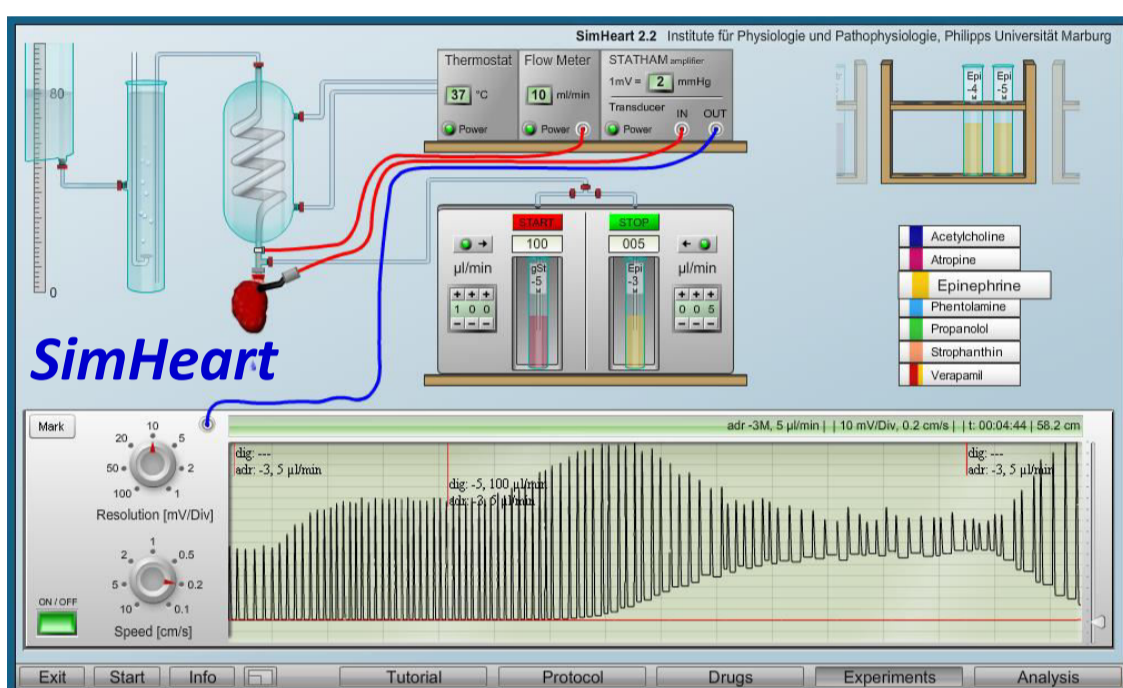 SimHeart 2.2 Institute für Physiologie und Pathophysiologie, Philipps Universität Marburg
Thermostat
37 °C
Power
Flow Meter
10 ml/min
Power
STATHAM amplifier
1mV = 2 mmHg
Transducer IN OUT
Power
Epi
-4
M
Epi
-5
M
80
0
START
100
STOP
005
µl/min
+ + +
1 0 0
− − −
gSt
-5
M
Epi
-3
M
µl/min
+ + +
0 0 5
− − −
Acetylcholine
Atropine
Epinephrine
Phentolamine
Propanolol
Strophanthin
Verapamil
SimHeart
Mark
10
20 5
50 2
100 1
Resolution [mV/Div]
1
2 0.5
5 0.2
10 0.1
Speed [cm/s]
ON / OFF
adr -3M, 5 µl/min | | 10 mV/Div, 0.2 cm/s | | t: 00:04:44 | 58.2 cm
dig: ---
adr: -3, 5 µl/min
dig: -5, 100 µl/min
adr: -3, 5 µl/min
dig: ---
adr: -3, 5 µl/min
Exit Start Info Tutorial Protocol Drugs Experiments Analysis